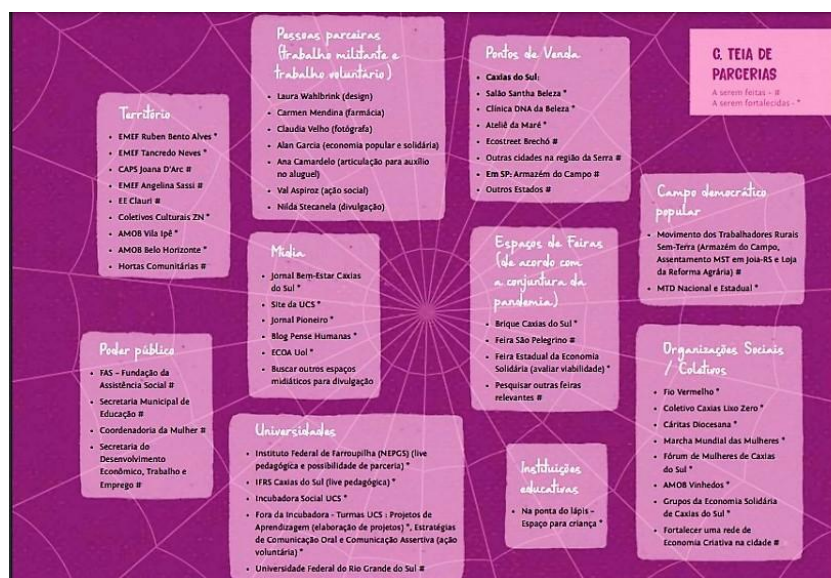 C. TEIA DE
PARCERIAS
A serem feitas - #
A serem fortalecidas - *
Território
• EMEF Ruben Bento Alves *
• EMEF Tancredo Neves *
• CAPS Joana D'Arc #
• EMEF Angelina Sassi #
• EE Clauri #
• Coletivos Culturais ZN *
• AMOB Vila Ipê *
• AMOB Belo Horizonte *
• Hortas Comunitárias #
Pessoas parceiras
(trabalho militante e
trabalho voluntário)
• Laura Wahlbrink (design)
• Carmen Mendina (farmácia)
• Claudia Velho (fotógrafa)
• Alan Garcia (economia popular e solidária)
• Ana Camardelo (articulação para auxílio
no aluguel)
• Val Aspiroz (ação social)
• Nilda Stecanela (divulgação)
Pontos de Venda
• Caxias do Sul:
• Salão Santha Beleza *
• Clínica DNA da Beleza *
• Ateliê da Maré *
• Ecostreet Brechó #
• Outras cidades na região da Serra #
• Em SP: Armazém do Campo #
• Outros Estados #
Campo democrático
popular
• Movimento dos Trabalhadores Rurais
Sem-Terra (Armazém do Campo,
Assentamento MST em Joia-RS e Loja
da Reforma Agrária) #
• MTD Nacional e Estadual *
Mídia
• Jornal Bem-Estar Caxias
do Sul *
• Site da UCS *
• Jornal Pioneiro *
• Blog Pense Humanas *
• ECOA Uol *
• Buscar outros espaços
midiáticos para divulgação
Espaços de Feiras
(de acordo com
a conjuntura da
pandemia)
• Brique Caxias do Sul *
• Feira São Pelegrino #
• Feira Estadual da Economia
Solidária (avaliar viabilidade) *
• Pesquisar outras feiras
relevantes #
Poder público
• FAS – Fundação da
Assistência Social #
• Secretaria Municipal de
Educação #
• Coordenadoria da Mulher #
• Secretaria do
Desenvolvimento
Econômico, Trabalho e
Emprego #
Universidades
• Instituto Federal de Farroupilha (NEPGS) (live
pedagógica e possibilidade de parceria) *
• IFRS Caxias do Sul (live pedagógica) *
• Incubadora Social UCS *
• Fora da Incubadora - Turmas UCS : Projetos de
Aprendizagem (elaboração de projetos) *, Estratégias
de Comunicação Oral e Comunicação Assertiva (ação
voluntária) *
• Universidade Federal do Rio Grande do Sul #
Instituições
educativas
• Na ponta do lápis –
Espaço para criança *
Organizações Sociais
/ Coletivos
• Fio Vermelho *
• Coletivo Caxias Lixo Zero *
• Cáritas Diocesana *
• Marcha Mundial das Mulheres *
• Fórum de Mulheres de Caxias
do Sul *
• AMOB Vinhedos *
• Grupos da Economia Solidária
de Caxias do Sul *
• Fortalecer uma rede de
Economia Criativa na cidade #